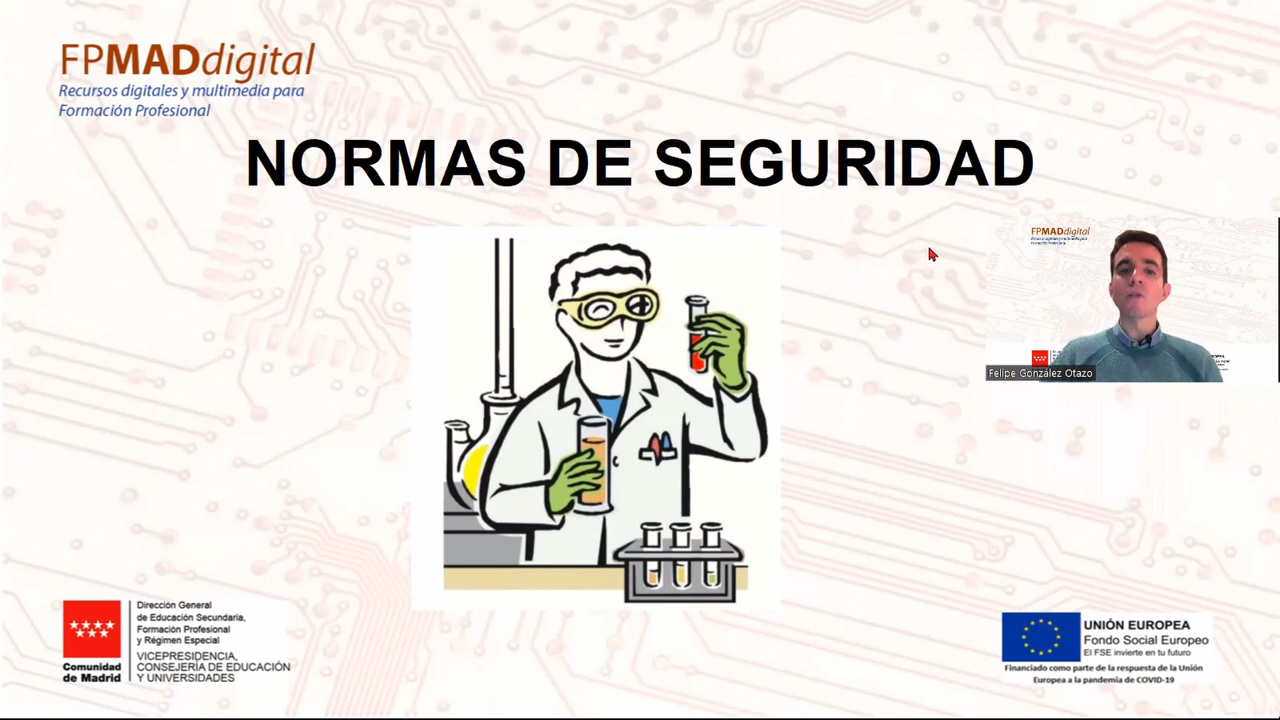 FPMADdigital
Recursos digitales y multimedia para
Formación Profesional
NORMAS DE SEGURIDAD
FPMADdigital
Felipe González Otazo
Comunidad
de Madrid
Dirección General
de Educación Secundaria,
Formación Profesional
y Régimen Especial
VICEPRESIDENCIA,
CONSEJERÍA DE EDUCACIÓN
Y UNIVERSIDADES
UNIÓN EUROPEA
Fondo Social Europeo
El FSE invierte en tu futuro
Financiado como parte de la respuesta de la Unión
Europea a la pandemia de COVID-19